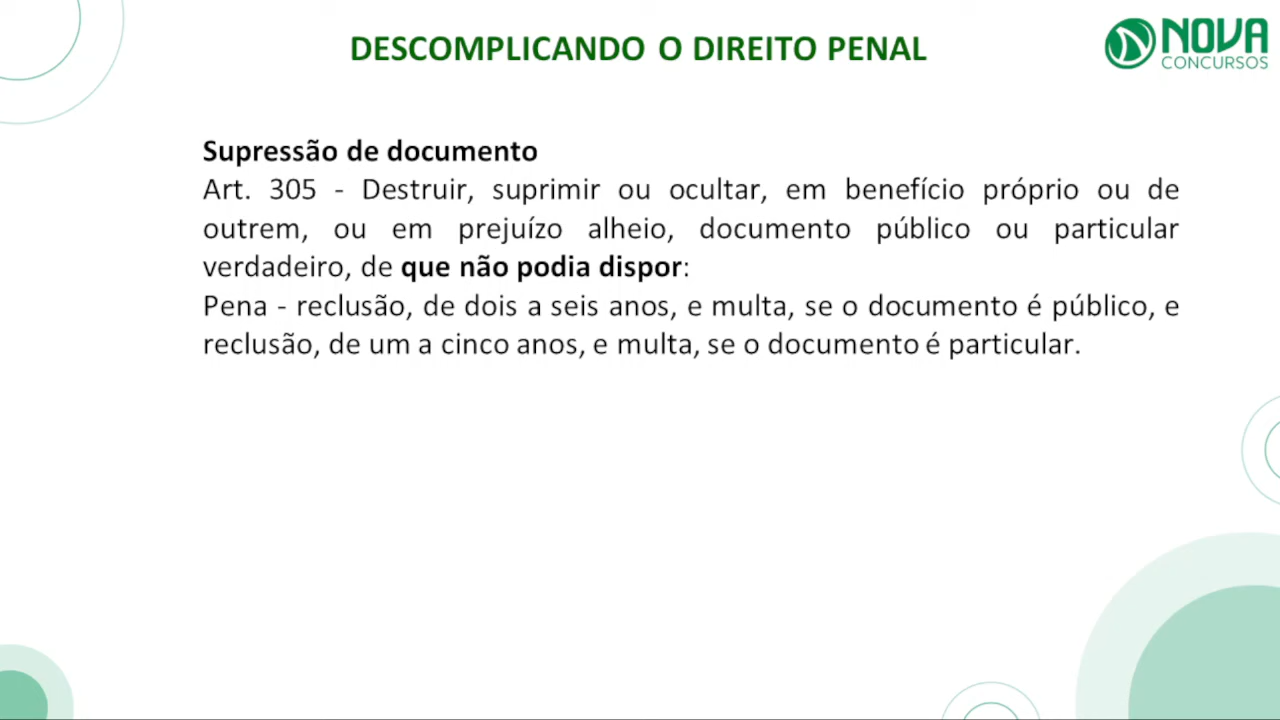 DESCOMPLICANDO O DIREITO PENAL
NOVA
CONCURSOS
Supressão de documento
Art. 305 - Destruir, suprimir ou ocultar, em benefício próprio ou de
outrem, ou em prejuízo alheio, documento público ou particular
verdadeiro, de que não podia dispor:
Pena - reclusão, de dois a seis anos, e multa, se o documento é público, e
reclusão, de um a cinco anos, e multa, se o documento é particular.